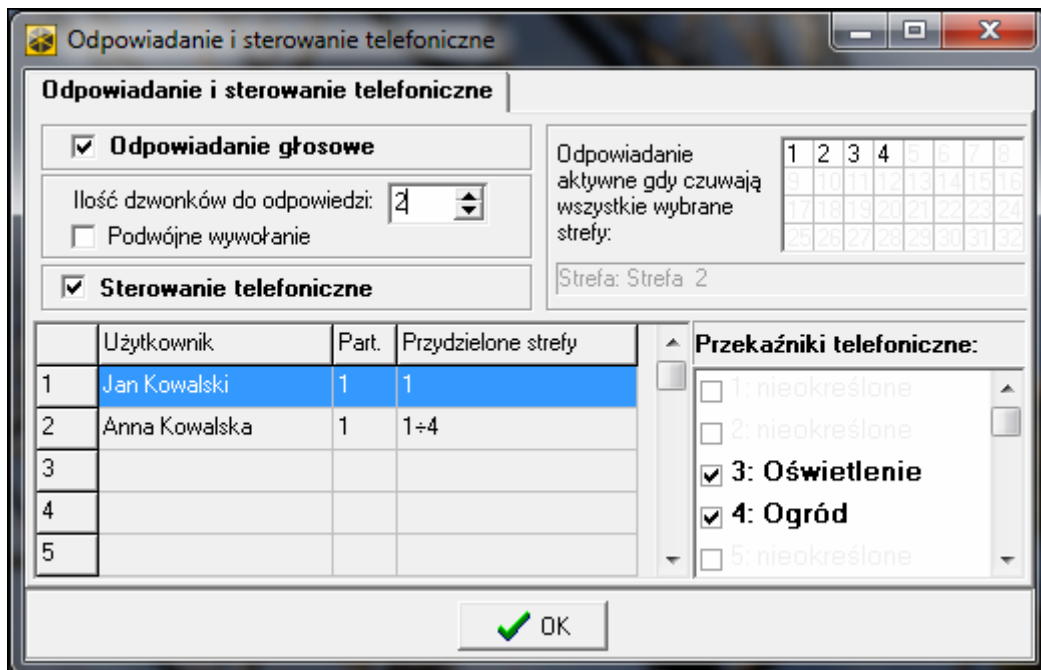 Odpowiadanie i sterowanie telefoniczne
Odpowiadanie i sterowanie telefoniczne
Odpowiadanie głosowe
Ilość dzwonków do odpowiedzi: 2
Podwójne wywołanie
Sterowanie telefoniczne
Odpowiadanie
aktywne gdy czuwają
wszystkie wybrane
strefy:
1 2 3 4 5 6 7 8
9 10 11 12 13 14 15 16
17 18 19 20 21 22 23 24
25 26 27 28 29 30 31 32
Strefa: Strefa 2
Użytkownik Part. Przydzielone strefy
1 Jan Kowalski 1 1
2 Anna Kowalska 1 1÷4
3
4
5
Przekaźniki telefoniczne:
1: nieokreślone
2: nieokreślone
3: Oświetlenie
4: Ogród
5: nieokreślone
OK